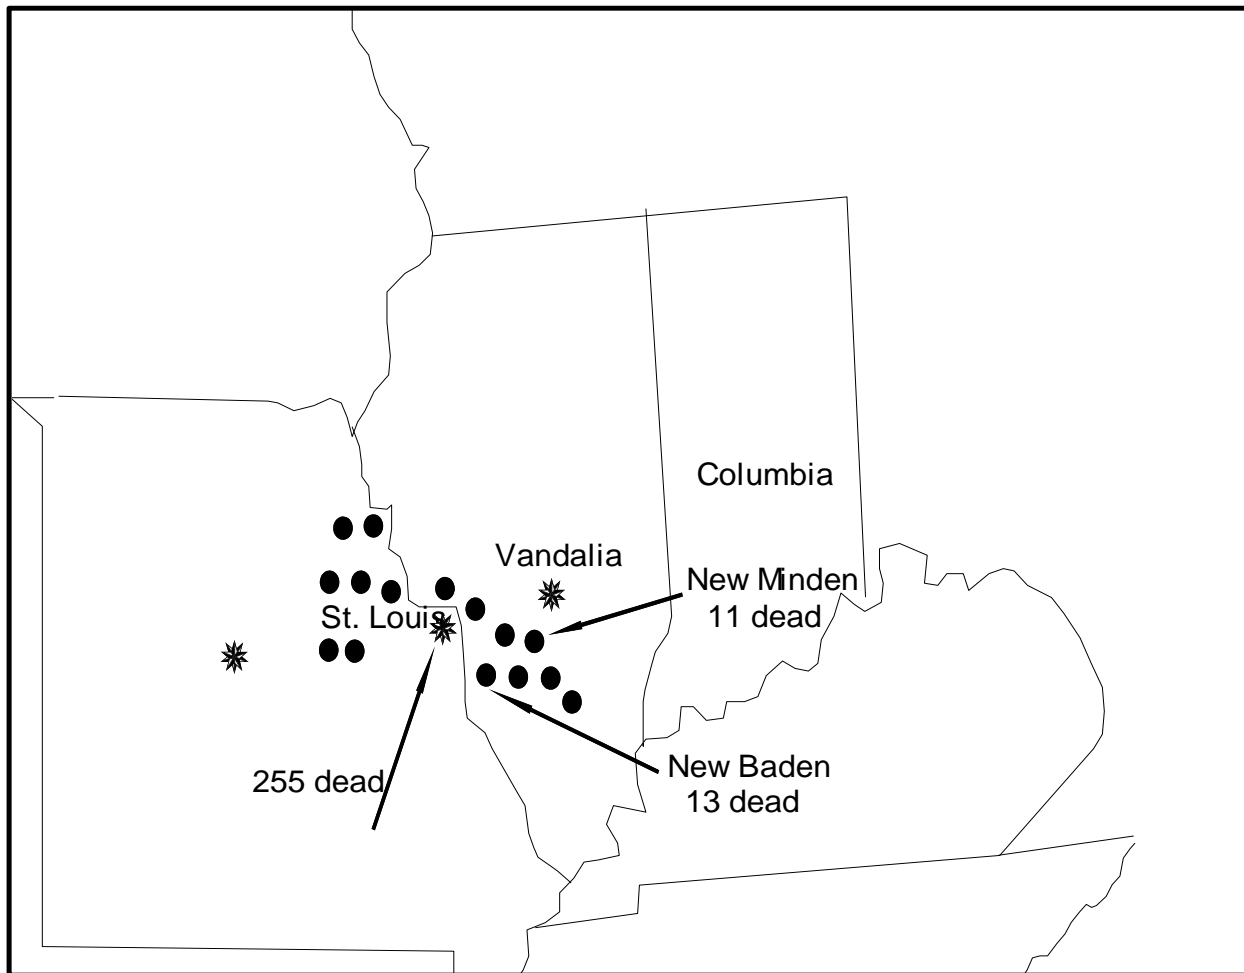 Columbia
Vandalia
New Minden
11 dead
St. Louis
New Baden
13 dead
255 dead